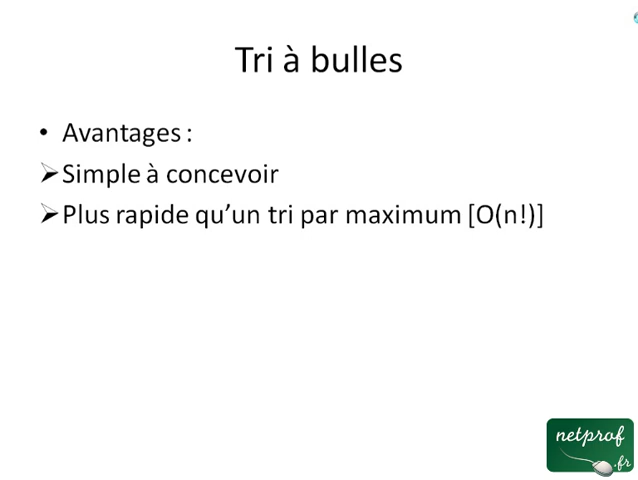 Tri à bulles
• Avantages :
➢Simple à concevoir
➢Plus rapide qu’un tri par maximum [O(n!)]
netprof
.fr